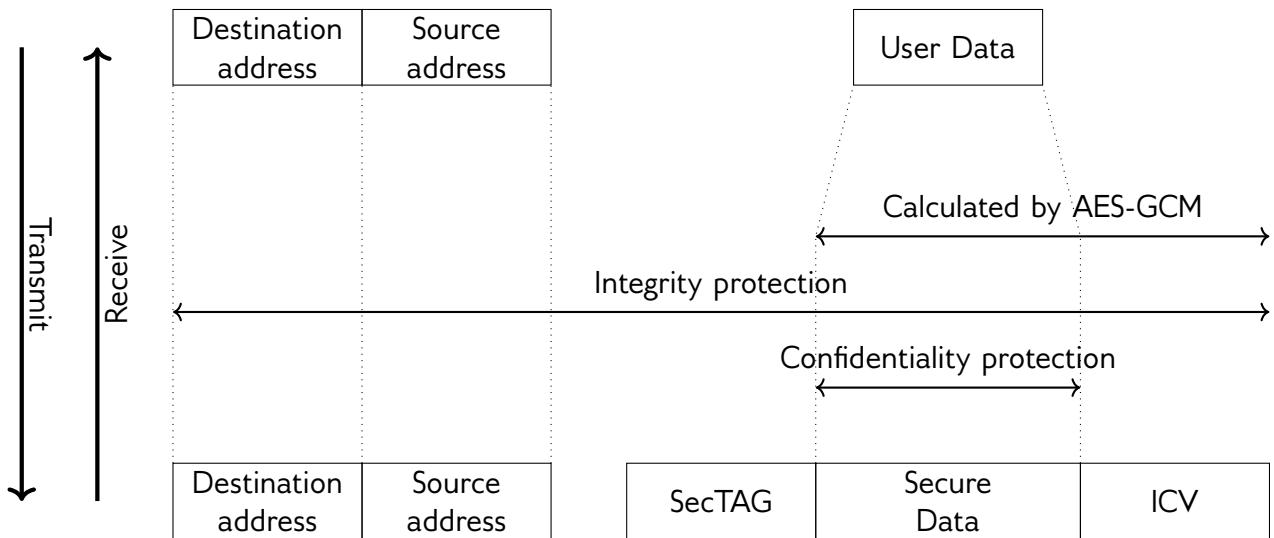 Destination
address
Source
address
User Data
Transmit
Receive
Calculated by AES-GCM
Integrity protection
Confidentiality protection
Destination
address
Source
address
SecTAG
Secure
Data
ICV